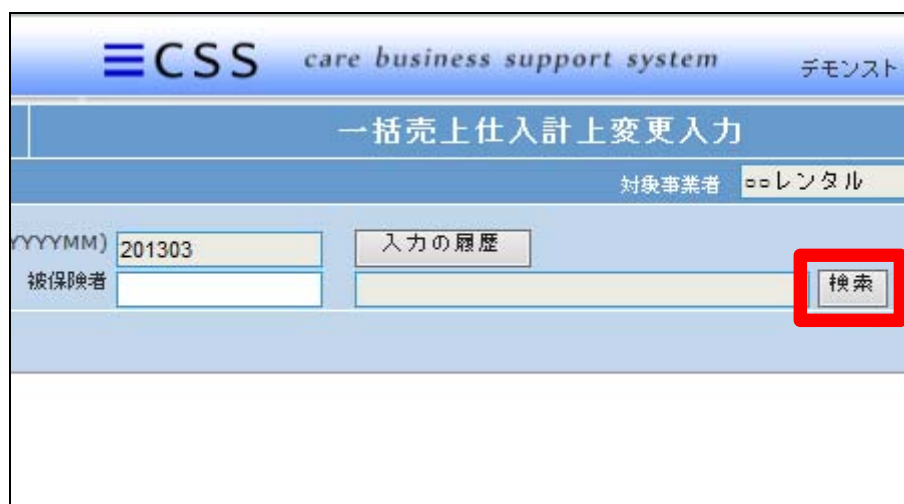 CSS care business support system デモンスト
一括売上仕入計上変更入力
対象事業者 ○○レンタル
YYYYMM) 201303 入力の履歴
被保険者 検索